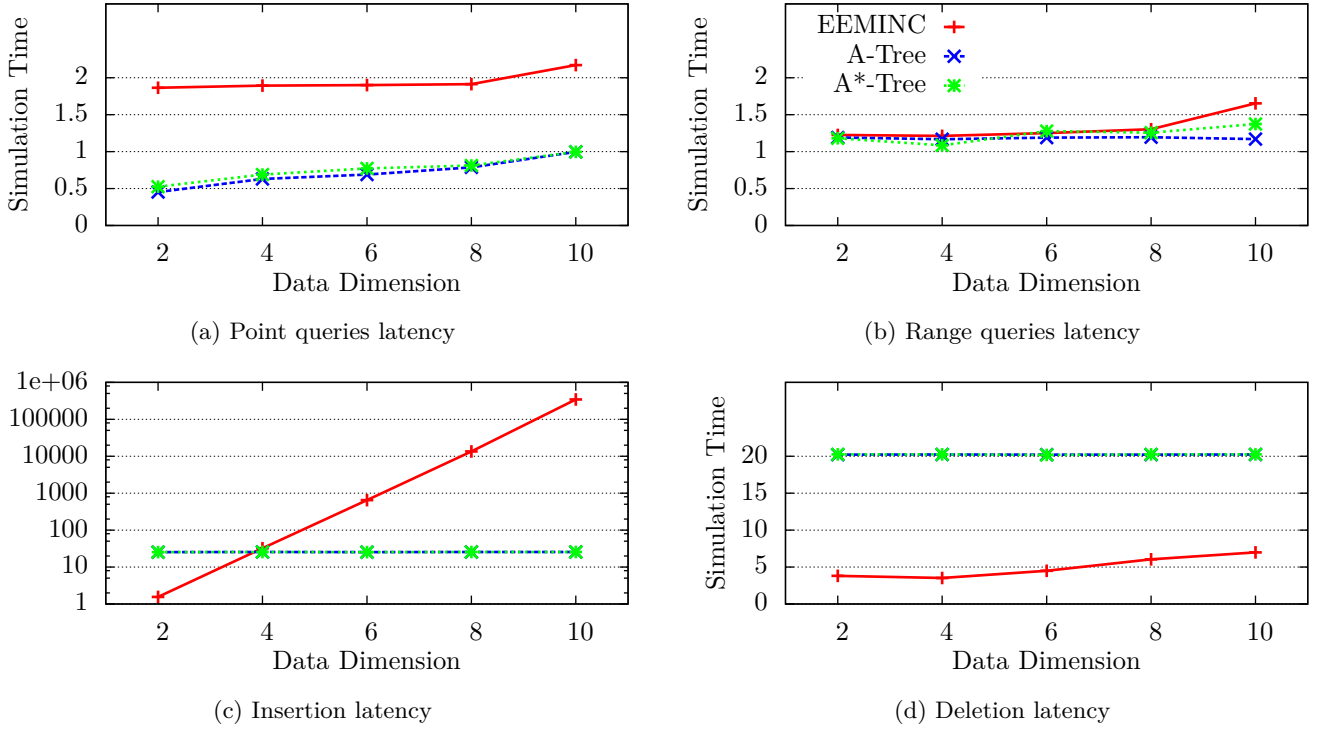 Simulation Time
2
1.5
1
0.5
0
2 4 6 8 10
Data Dimension
(a) Point queries latency
Simulation Time
EEMINC
A-Tree
A*-Tree
2
1.5
1
0.5
0
2 4 6 8 10
Data Dimension
(b) Range queries latency
1e+06
100000
10000
1000
100
10
1
2 4 6 8 10
Data Dimension
(c) Insertion latency
Simulation Time
20
15
10
5
0
2 4 6 8 10
Data Dimension
(d) Deletion latency